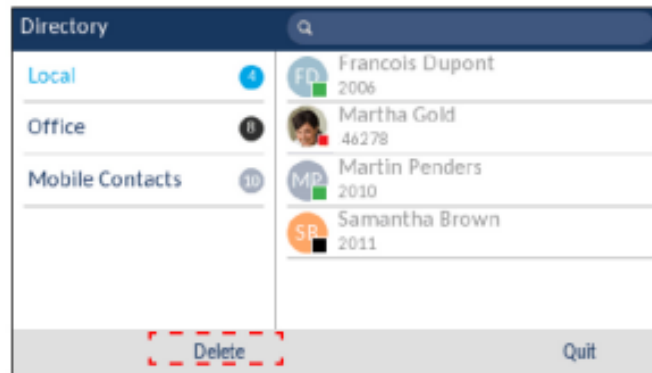 Directory
Local 4
Office 8
Mobile Contacts 10
FD Francois Dupont
2006
Martha Gold
46278
MP Martin Penders
2010
SB Samantha Brown
2011
Delete Quit